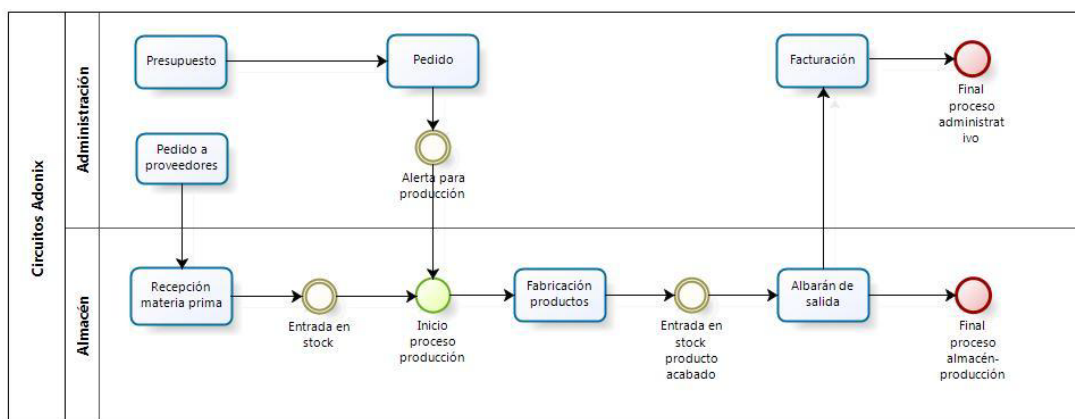 Circuitos Adonix
Administración
Presupuesto
Pedido
Facturación
Final
proceso
administrat
ivo
Pedido a
proveedores
Alerta para
producción
Almacén
Recepción
materia prima
Entrada en
stock
Inicio
proceso
producción
Fabricación
productos
Entrada en
stock
producto
acabado
Albarán de
salida
Final
proceso
almacén-
producción